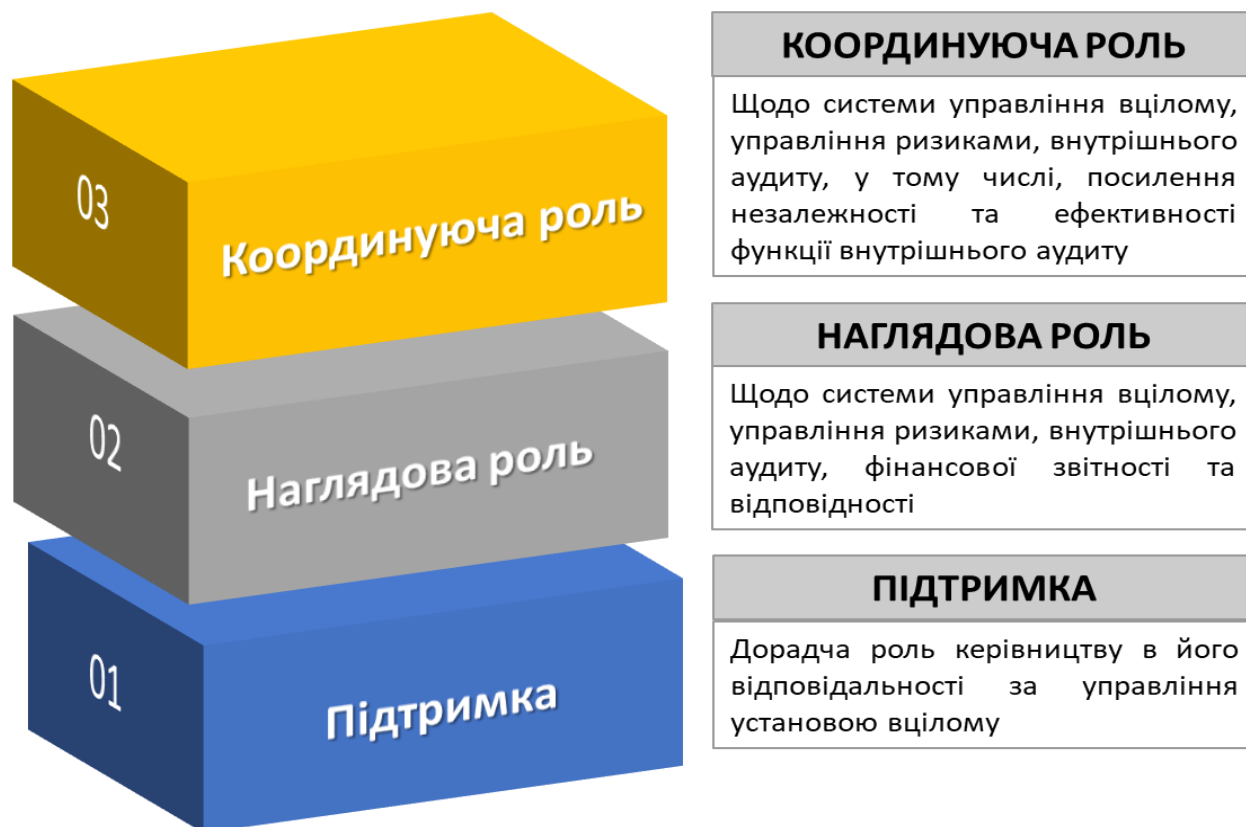 03
Координуюча роль
02
Наглядова роль
01
Підтримка
КООРДИНУЮЧА РОЛЬ
Щодо системи управління вцілому,
управління ризиками, внутрішнього
аудиту, у тому числі, посилення
незалежності та ефективності
функції внутрішнього аудиту
НАГЛЯДОВА РОЛЬ
Щодо системи управління вцілому,
управління ризиками, внутрішнього
аудиту, фінансової звітності та
відповідності
ПІДТРИМКА
Дорадча роль керівництву в його
відповідальності за управління
установою вцілому